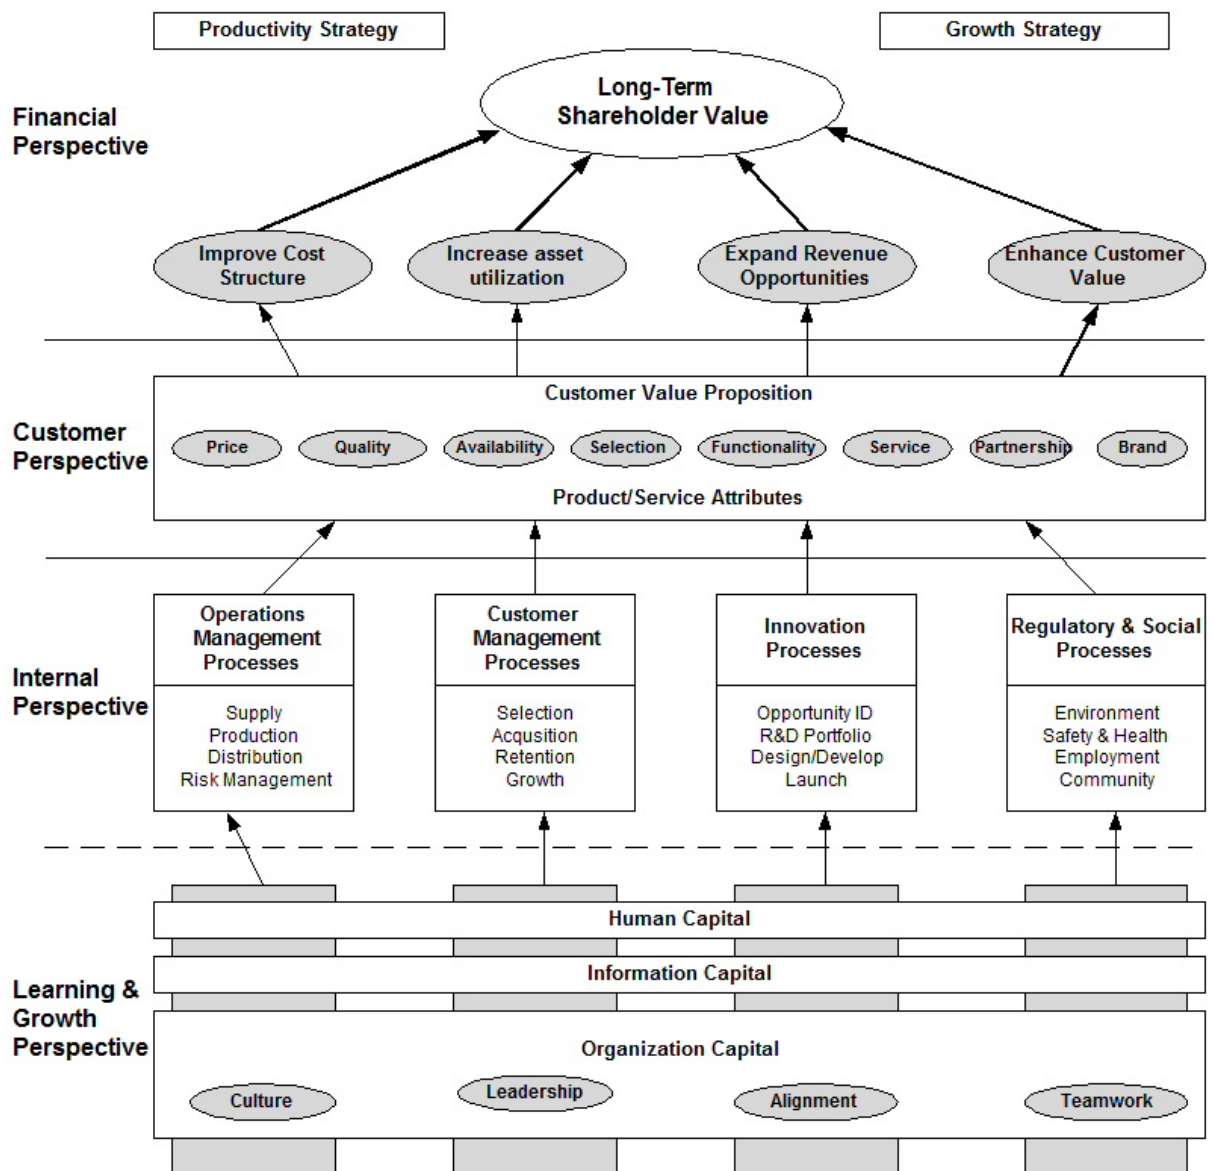 Productivity Strategy
Growth Strategy
Financial
Perspective
Long-Term
Shareholder Value
Improve Cost
Structure
Increase asset
utilization
Expand Revenue
Opportunities
Enhance Customer
Value
Customer
Perspective
Customer Value Proposition
Price
Quality
Availability
Selection
Functionality
Service
Partnership
Brand
Product/Service Attributes
Internal
Perspective
Operations
Management
Processes
Supply
Production
Distribution
Risk Management
Customer
Management
Processes
Selection
Acqusition
Retention
Growth
Innovation
Processes
Opportunity ID
R&D Portfolio
Design/Develop
Launch
Regulatory & Social
Processes
Environment
Safety & Health
Employment
Community
Learning &
Growth
Perspective
Human Capital
Information Capital
Organization Capital
Culture
Leadership
Alignment
Teamwork